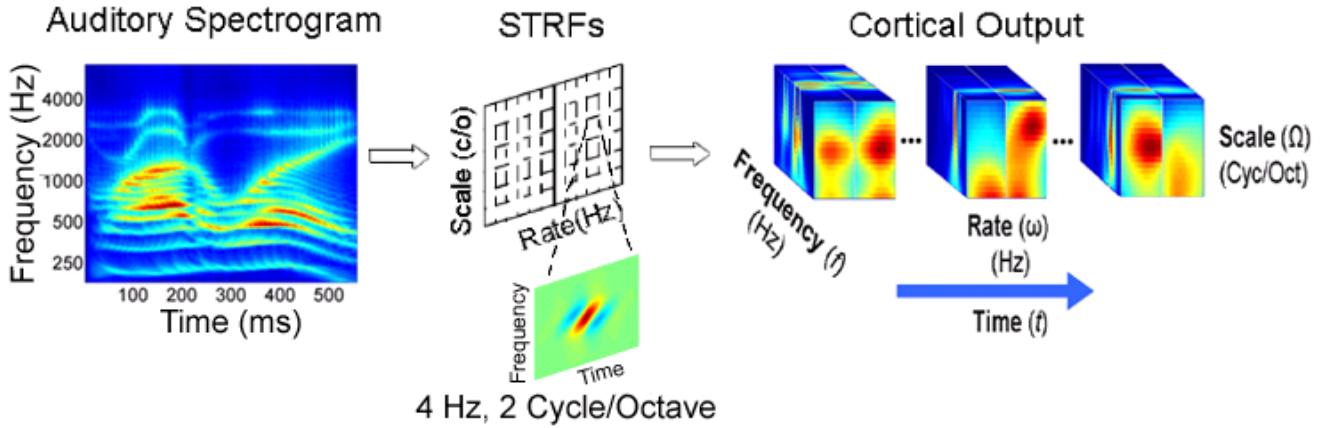 Auditory Spectrogram
STRFs
Cortical Output
Frequency (Hz)
4000
2000
1000
500
250
100 200 300 400 500
Time (ms)
Scale (c/o)
Rate(Hz)
Frequency
Time
4 Hz, 2 Cycle/Octave
Frequency (f)
(Hz)
...
...
Rate (ω)
(Hz)
Time (t)
Scale (Ω)
(Cyc/Oct)